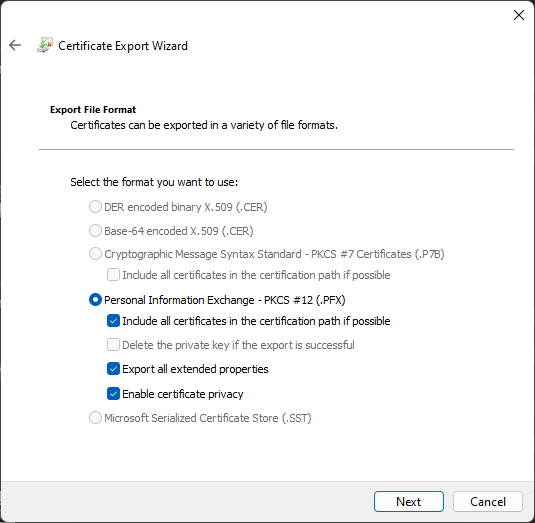 Certificate Export Wizard
Export File Format
Certificates can be exported in a variety of file formats.
Select the format you want to use:
DER encoded binary X.509 (.CER)
Base-64 encoded X.509 (.CER)
Cryptographic Message Syntax Standard - PKCS #7 Certificates (.P7B)
Include all certificates in the certification path if possible
Personal Information Exchange - PKCS #12 (.PFX)
Include all certificates in the certification path if possible
Delete the private key if the export is successful
Export all extended properties
Enable certificate privacy
Microsoft Serialized Certificate Store (.SST)
Next Cancel